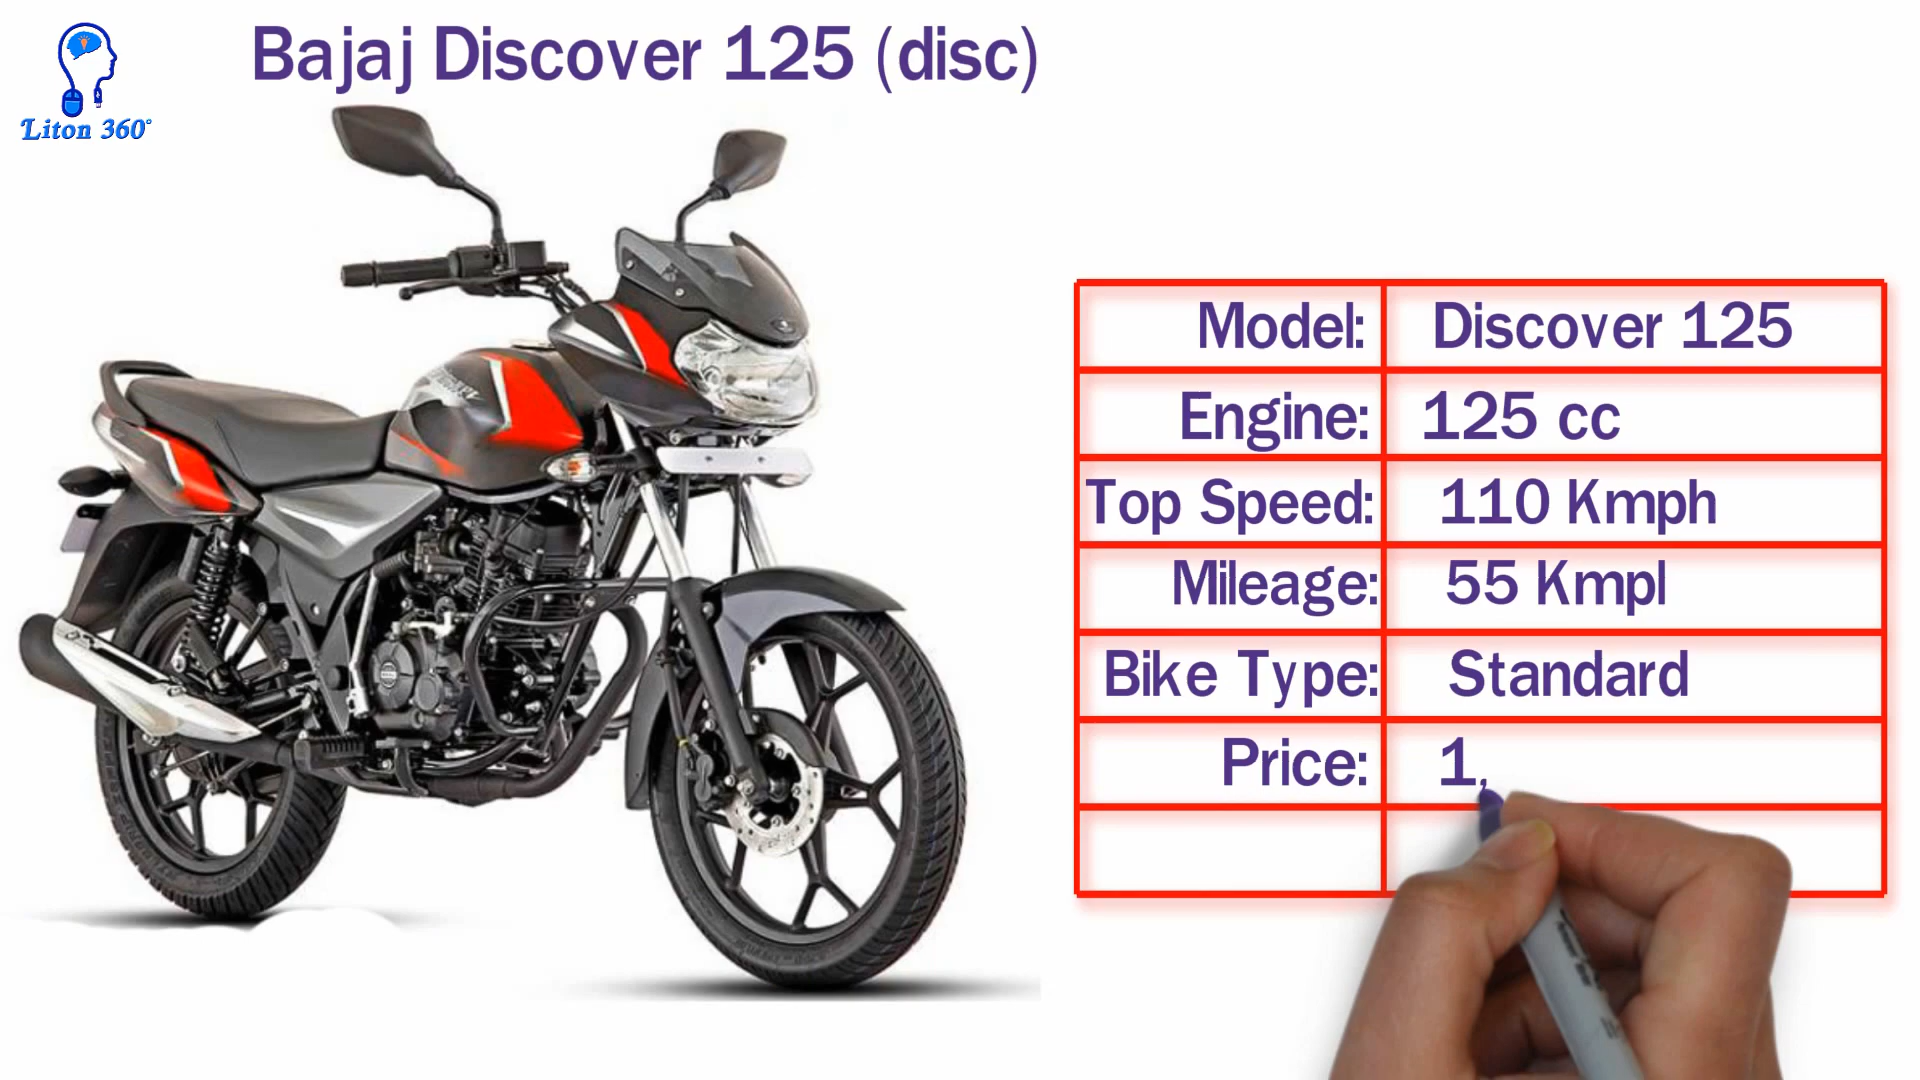 Liton 360°
Bajaj Discover 125 (disc)
Model: Discover 125
Engine: 125 cc
Top Speed: 110 Kmph
Mileage: 55 Kmpl
Bike Type: Standard
Price: 1,